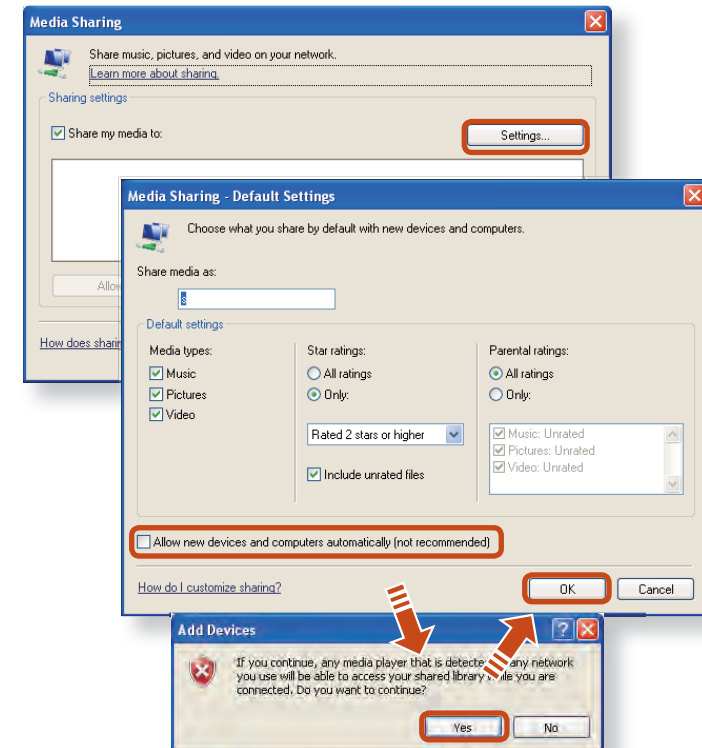 Media Sharing
Share music, pictures, and video on your network.
Learn more about sharing.
Sharing settings
Share my media to:
Settings...
Media Sharing - Default Settings
Choose what you share by default with new devices and computers.
Share media as:
s
Default settings
Media types:
Music
Pictures
Video
Star ratings:
All ratings
Only:
Rated 2 stars or higher
Include unrated files
Parental ratings:
All ratings
Only:
Music: Unrated
Pictures: Unrated
Video: Unrated
Allow new devices and computers automatically (not recommended)
How do I customize sharing?
OK
Cancel
How does
Add Devices
If you continue, any media player that is any network
you use will be able to access your shared library you are
connected. Do you want to continue?
Yes
No